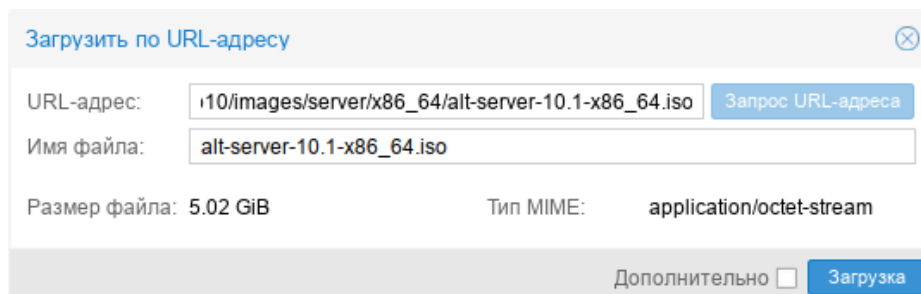 Загрузить по URL-адресу
URL-адрес: 10/images/server/x86_64/alt-server-10.1-x86_64.iso Запрос URL-адреса
Имя файла: alt-server-10.1-x86_64.iso
Размер файла: 5.02 GiB Тип MIME: application/octet-stream
Дополнительно Загрузка